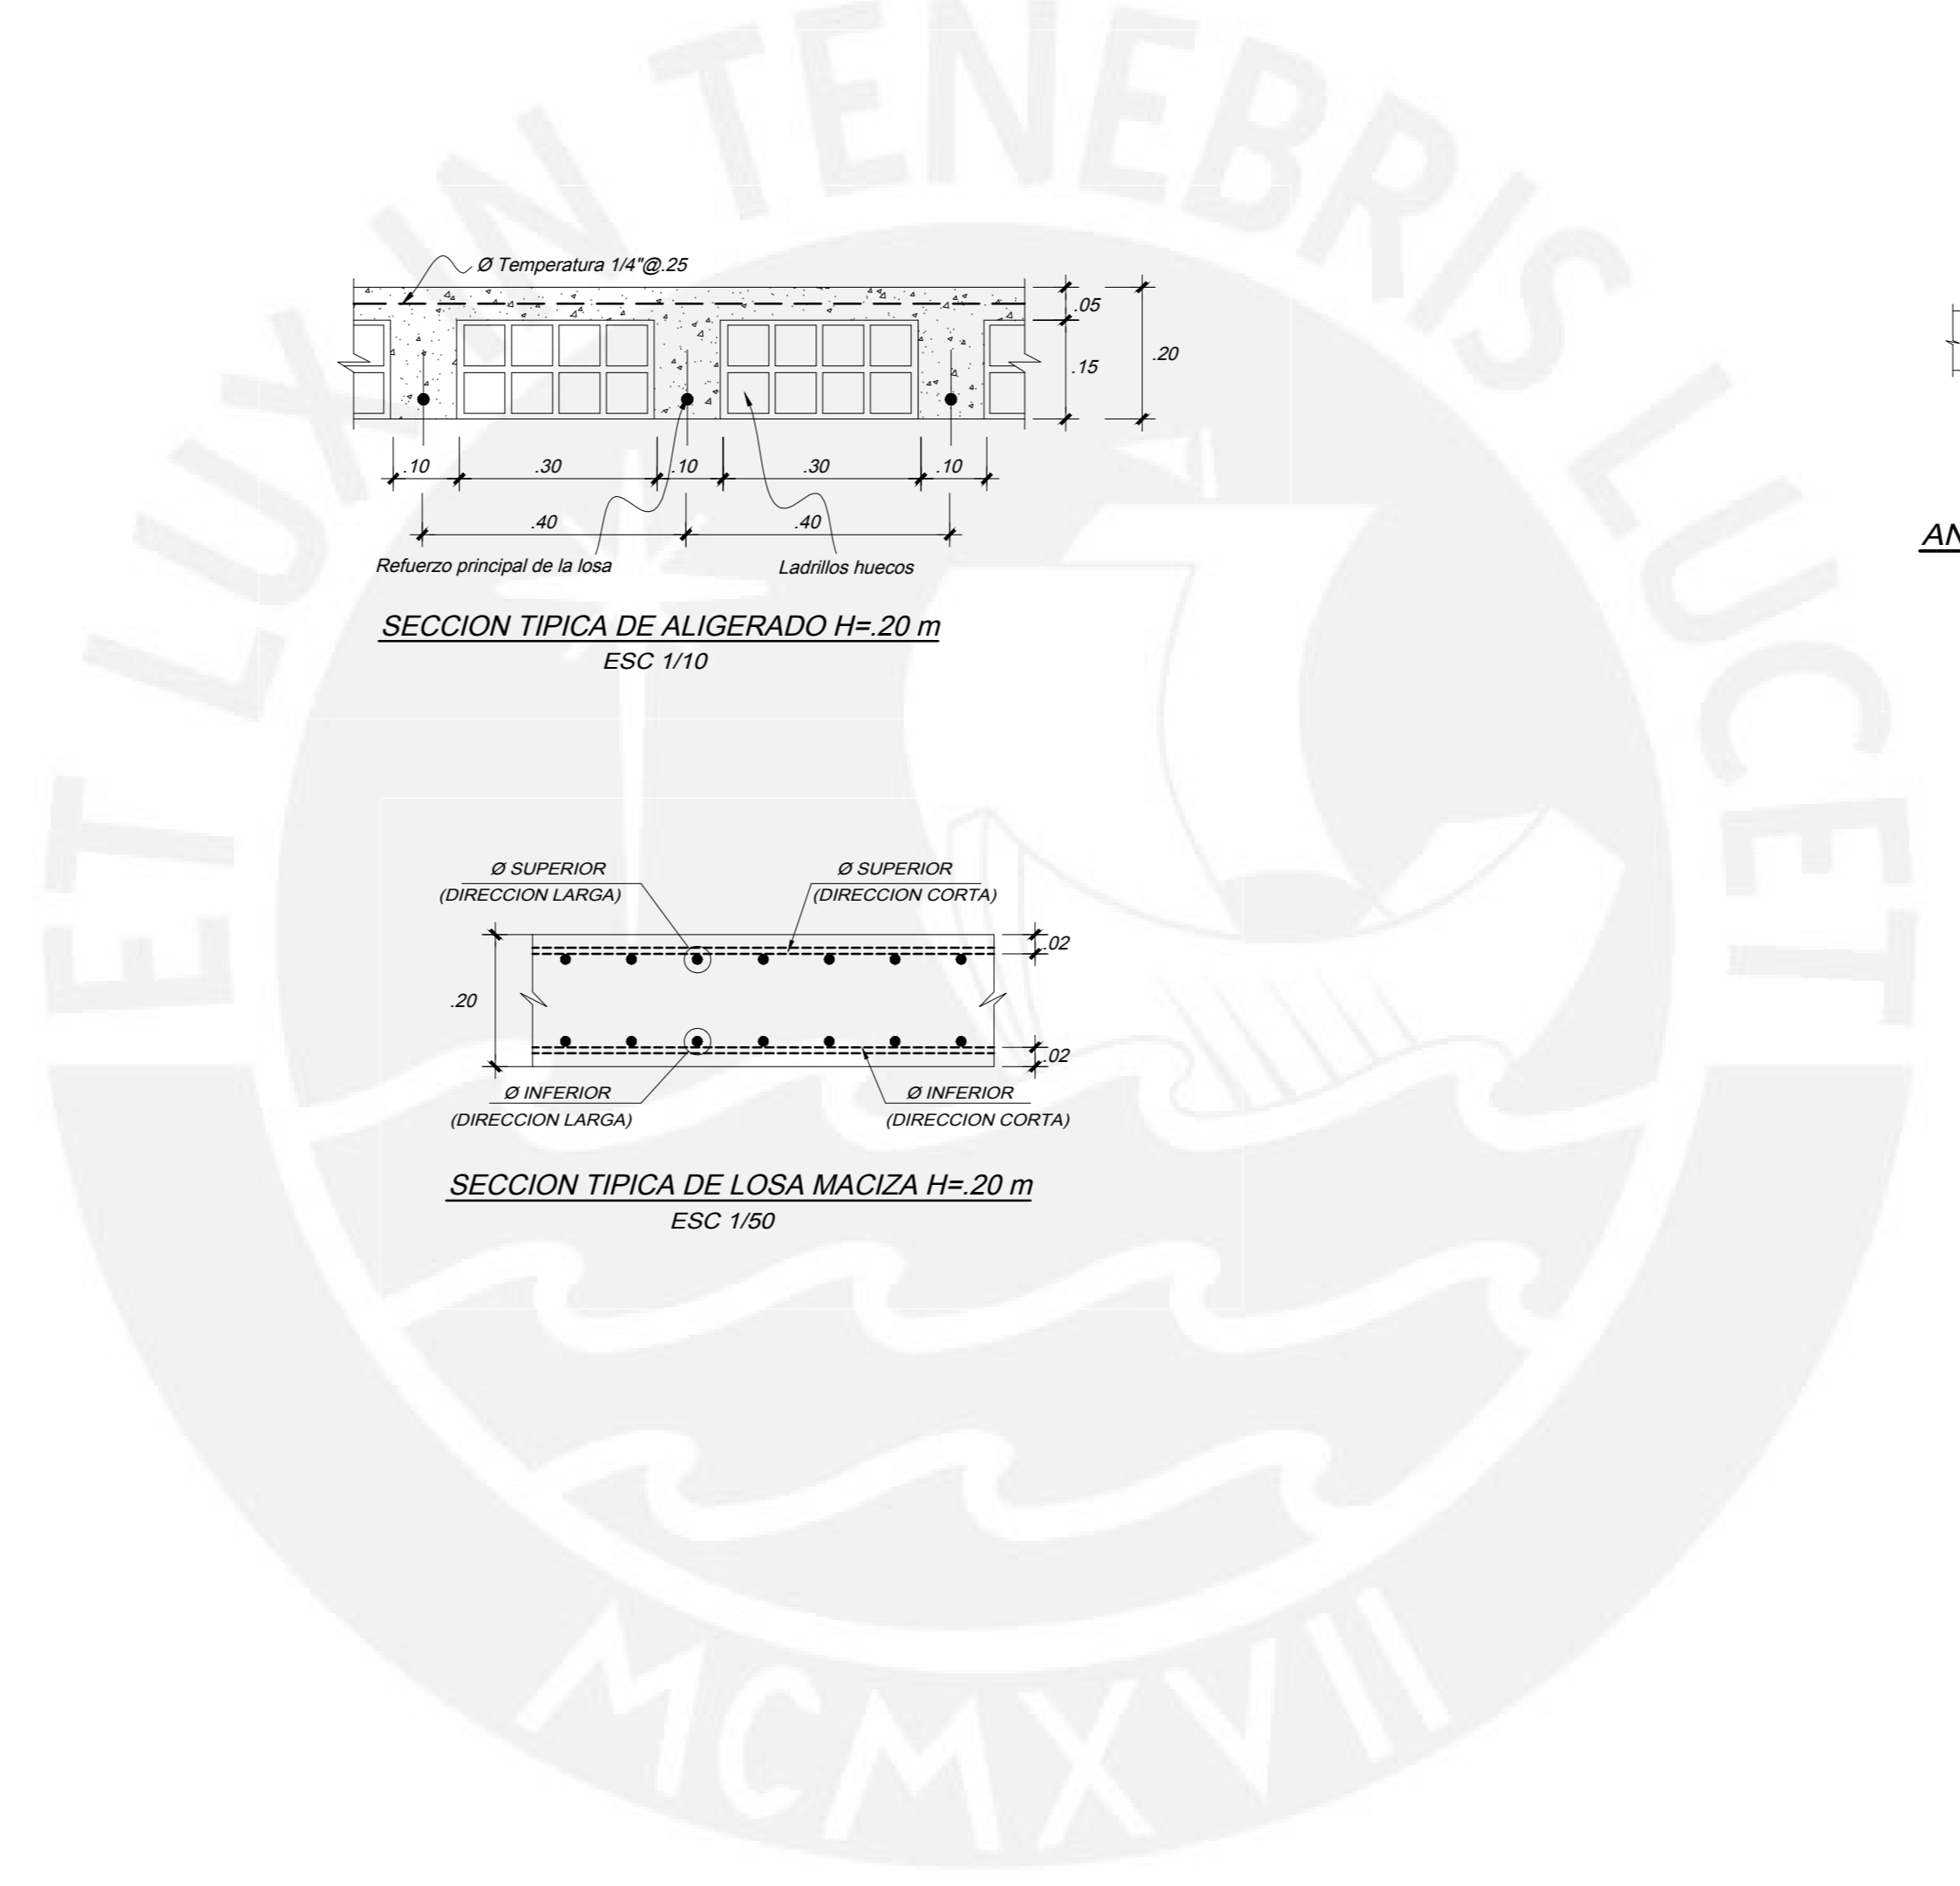 ET LUX IN TENEBRIS LUCET
Ø Temperatura 1/4"@.25
.05
.15
.20
.10
.30
.10
.30
.10
.40
.40
Refuerzo principal de la losa
Ladrillos huecos
SECCION TIPICA DE ALIGERADO H=.20 m
ESC 1/10
Ø SUPERIOR
(DIRECCION LARGA)
Ø SUPERIOR
(DIRECCION CORTA)
.02
.20
.02
Ø INFERIOR
(DIRECCION LARGA)
Ø INFERIOR
(DIRECCION CORTA)
SECCION TIPICA DE LOSA MACIZA H=.20 m
ESC 1/50
MCMXVII